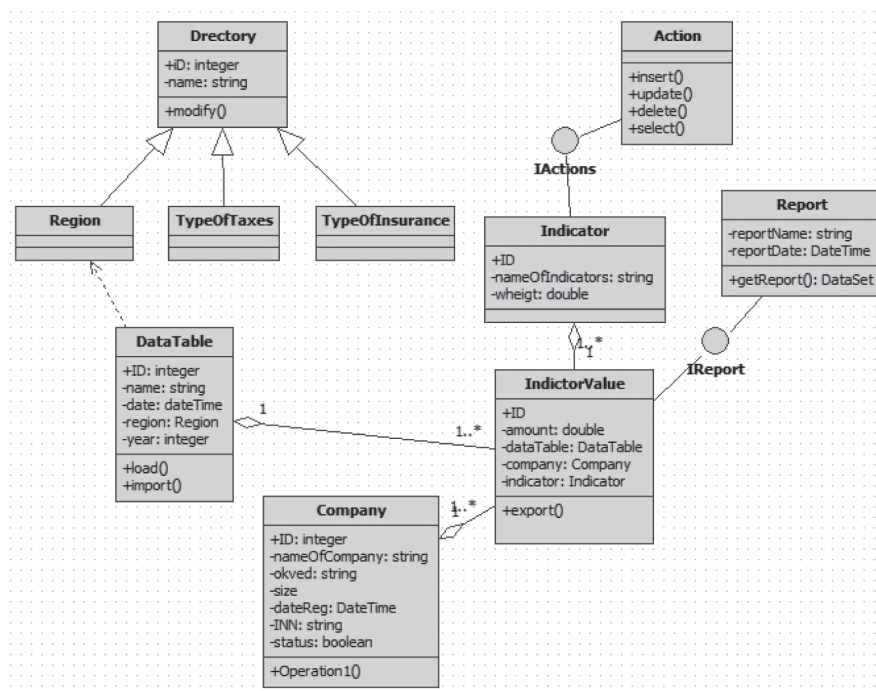 Drectory
+iD: integer
-name: string
+modify()
Action
+insert()
+update()
+delete()
+select()
IActions
Region
TypeOfTaxes
TypeOfInsurance
Indicator
+ID
-nameOfIndicators: string
-wheigt: double
Report
-reportName: string
-reportDate: DateTime
+getReport(): DataSet
IReport
1..*
1
DataTable
+ID: integer
-name: string
-date: dateTime
-region: Region
-year: integer
+load()
+import()
1
1..*
IndictorValue
+ID
-amount: double
-dataTable: DataTable
-company: Company
-indicator: Indicator
+export()
1..*
1
Company
+ID: integer
-nameOfCompany: string
-okved: string
-size
-dateReg: DateTime
-INN: string
-status: boolean
+Operation1()